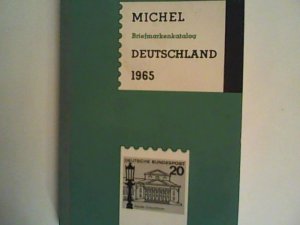 MICHEL
Briefmarkenkatalog
DEUTSCHLAND
1965
DEUTSCHE BUNDESPOST
20